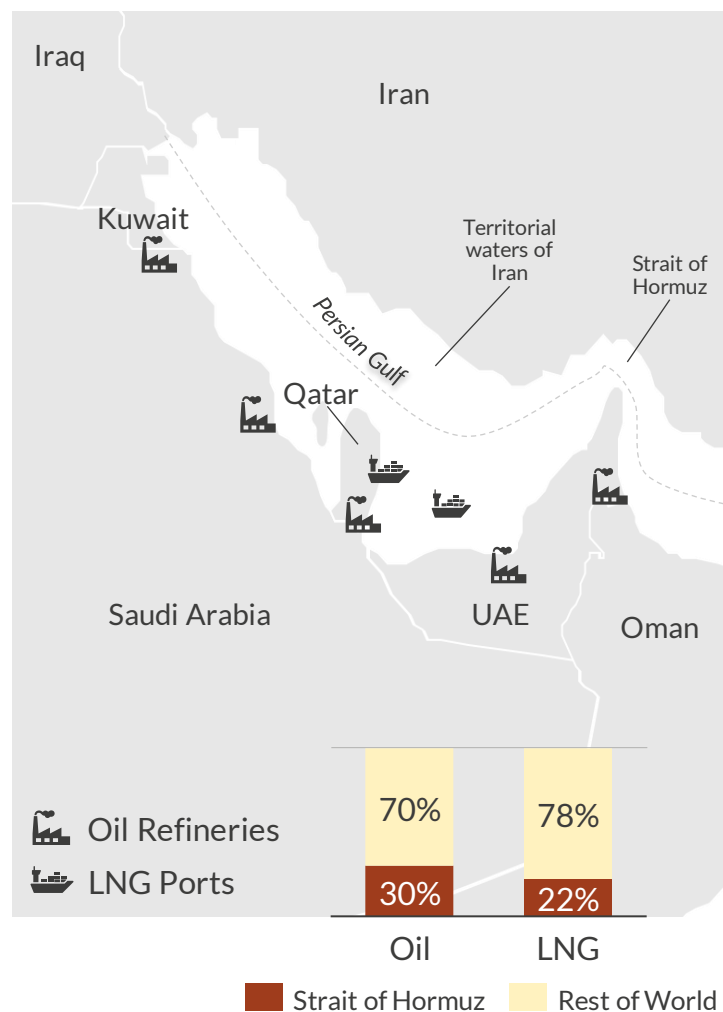 Iraq
Iran
Kuwait
Territorial
waters of
Iran
Strait of
Hormuz
Persian Gulf
Qatar
Saudi Arabia
UAE
Oman
Oil Refineries
LNG Ports
70%
78%
30%
22%
Oil
LNG
Strait of Hormuz
Rest of World